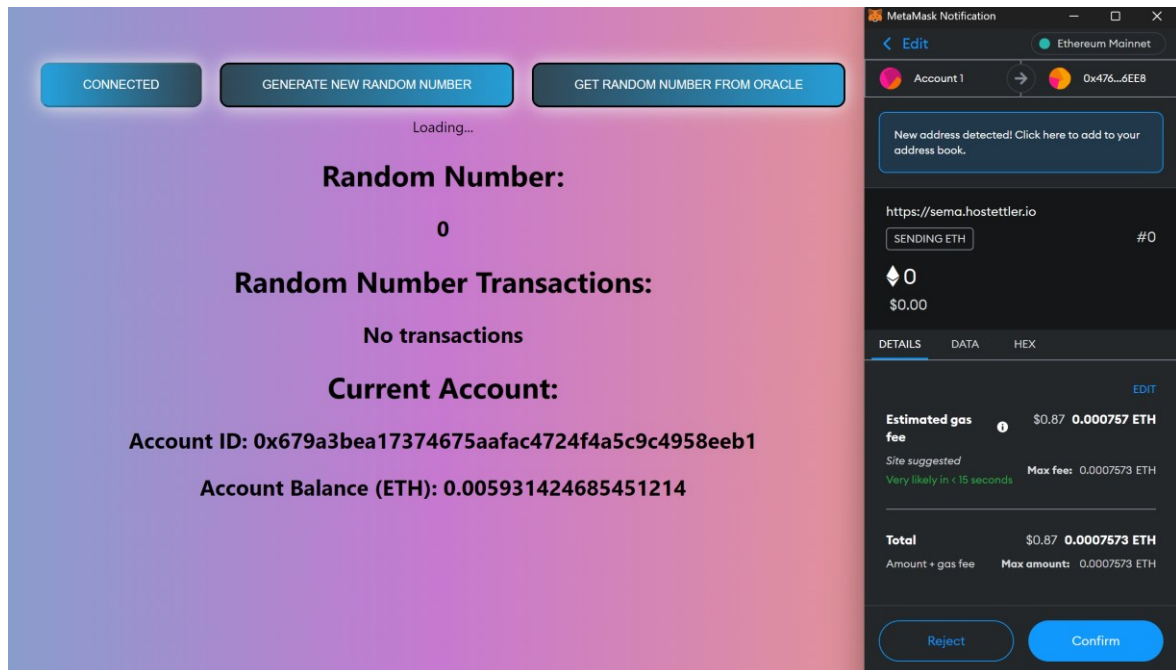 CONNECTED
GENERATE NEW RANDOM NUMBER
GET RANDOM NUMBER FROM ORACLE
Loading...
Random Number:
0
Random Number Transactions:
No transactions
Current Account:
Account ID: 0x679a3bea17374675aafac4724f4a5c9c4958eeb1
Account Balance (ETH): 0.005931424685451214
MetaMask Notification
Edit
Ethereum Mainnet
Account 1
0x476...6EE8
New address detected! Click here to add to your
address book.
https://sema.hostettler.io
SENDING ETH
#0
0
$0.00
DETAILS
DATA
HEX
EDIT
Estimated gas
fee
$0.87 0.000757 ETH
Site suggested
Very likely in < 15 seconds
Max fee: 0.0007573 ETH
Total
$0.87 0.0007573 ETH
Amount + gas fee
Max amount: 0.0007573 ETH
Reject
Confirm